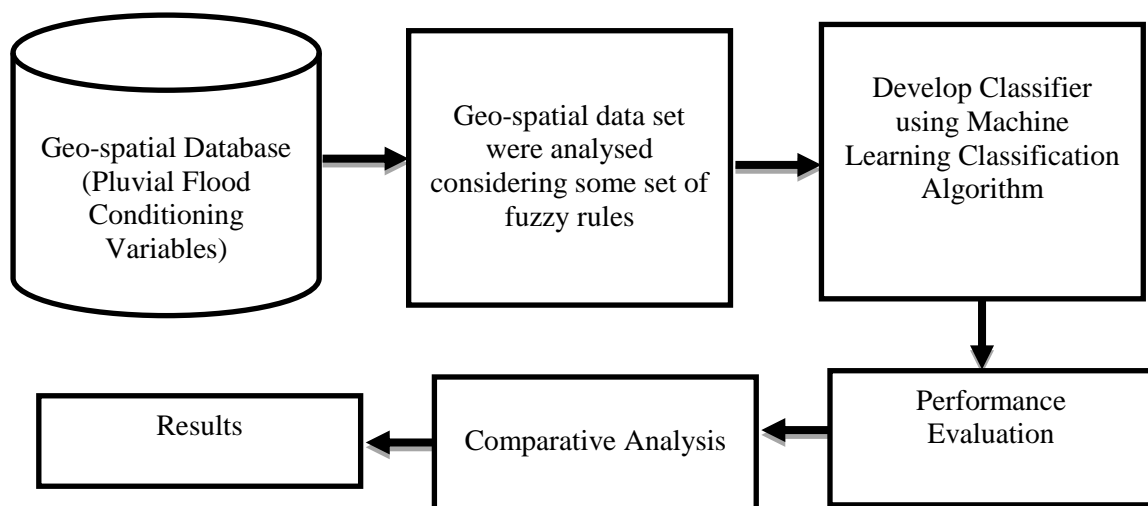 Geo-spatial Database
(Pluvial Flood
Conditioning
Variables)
Geo-spatial data set
were analysed
considering some set of
fuzzy rules
Develop Classifier
using Machine
Learning Classification
Algorithm
Performance
Evaluation
Comparative Analysis
Results